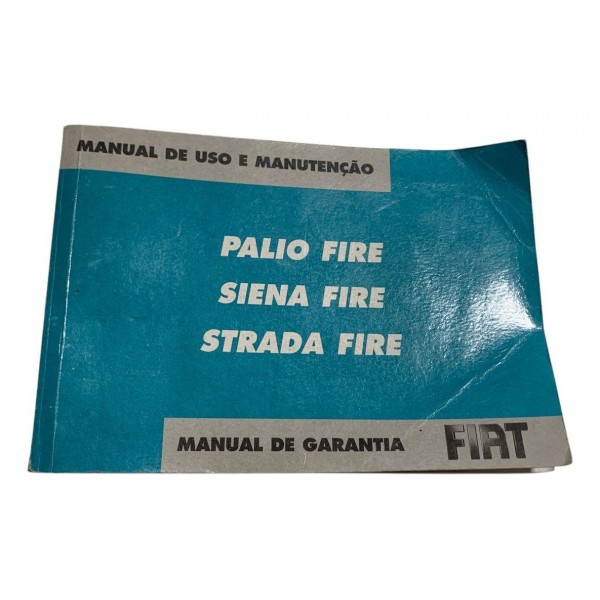 MANUAL DE USO E MANUTENÇÃO
PALIO FIRE
SIENA FIRE
STRADA FIRE
MANUAL DE GARANTIA FIAT